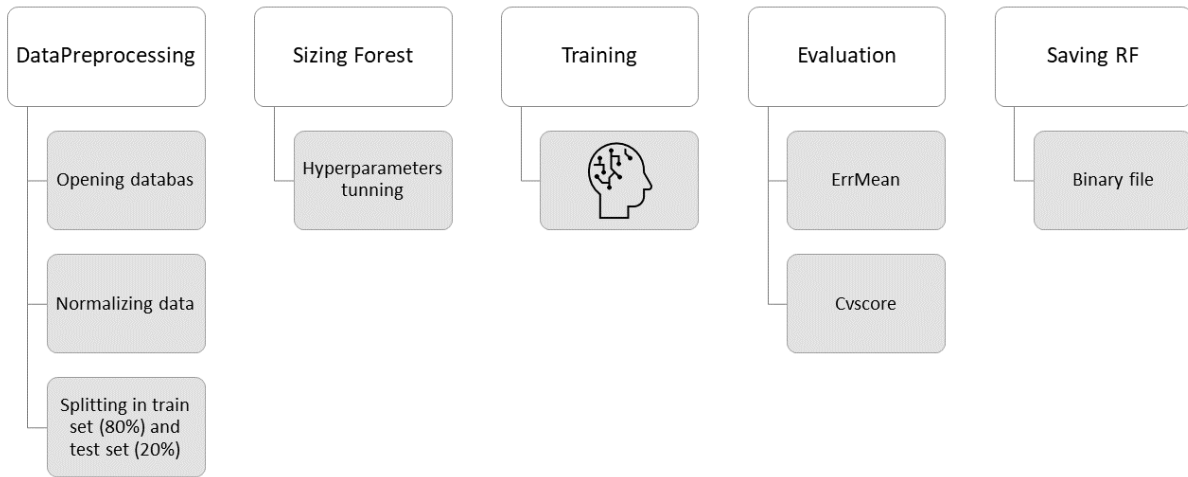 DataPreprocessing
Opening databas
Normalizing data
Splitting in train
set (80%) and
test set (20%)
Sizing Forest
Hyperparameters
tunning
Training
Evaluation
ErrMean
Cvscore
Saving RF
Binary file